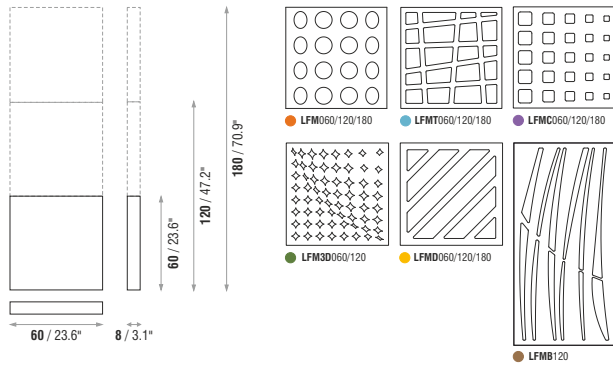 180 / 70.9"
120 / 47.2"
60 / 23.6"
60 / 23.6"
8 / 3.1"
LFM060/120/180
LFMT060/120/180
LFMC060/120/180
LFM3D060/120
LFMD060/120/180
LFMB120